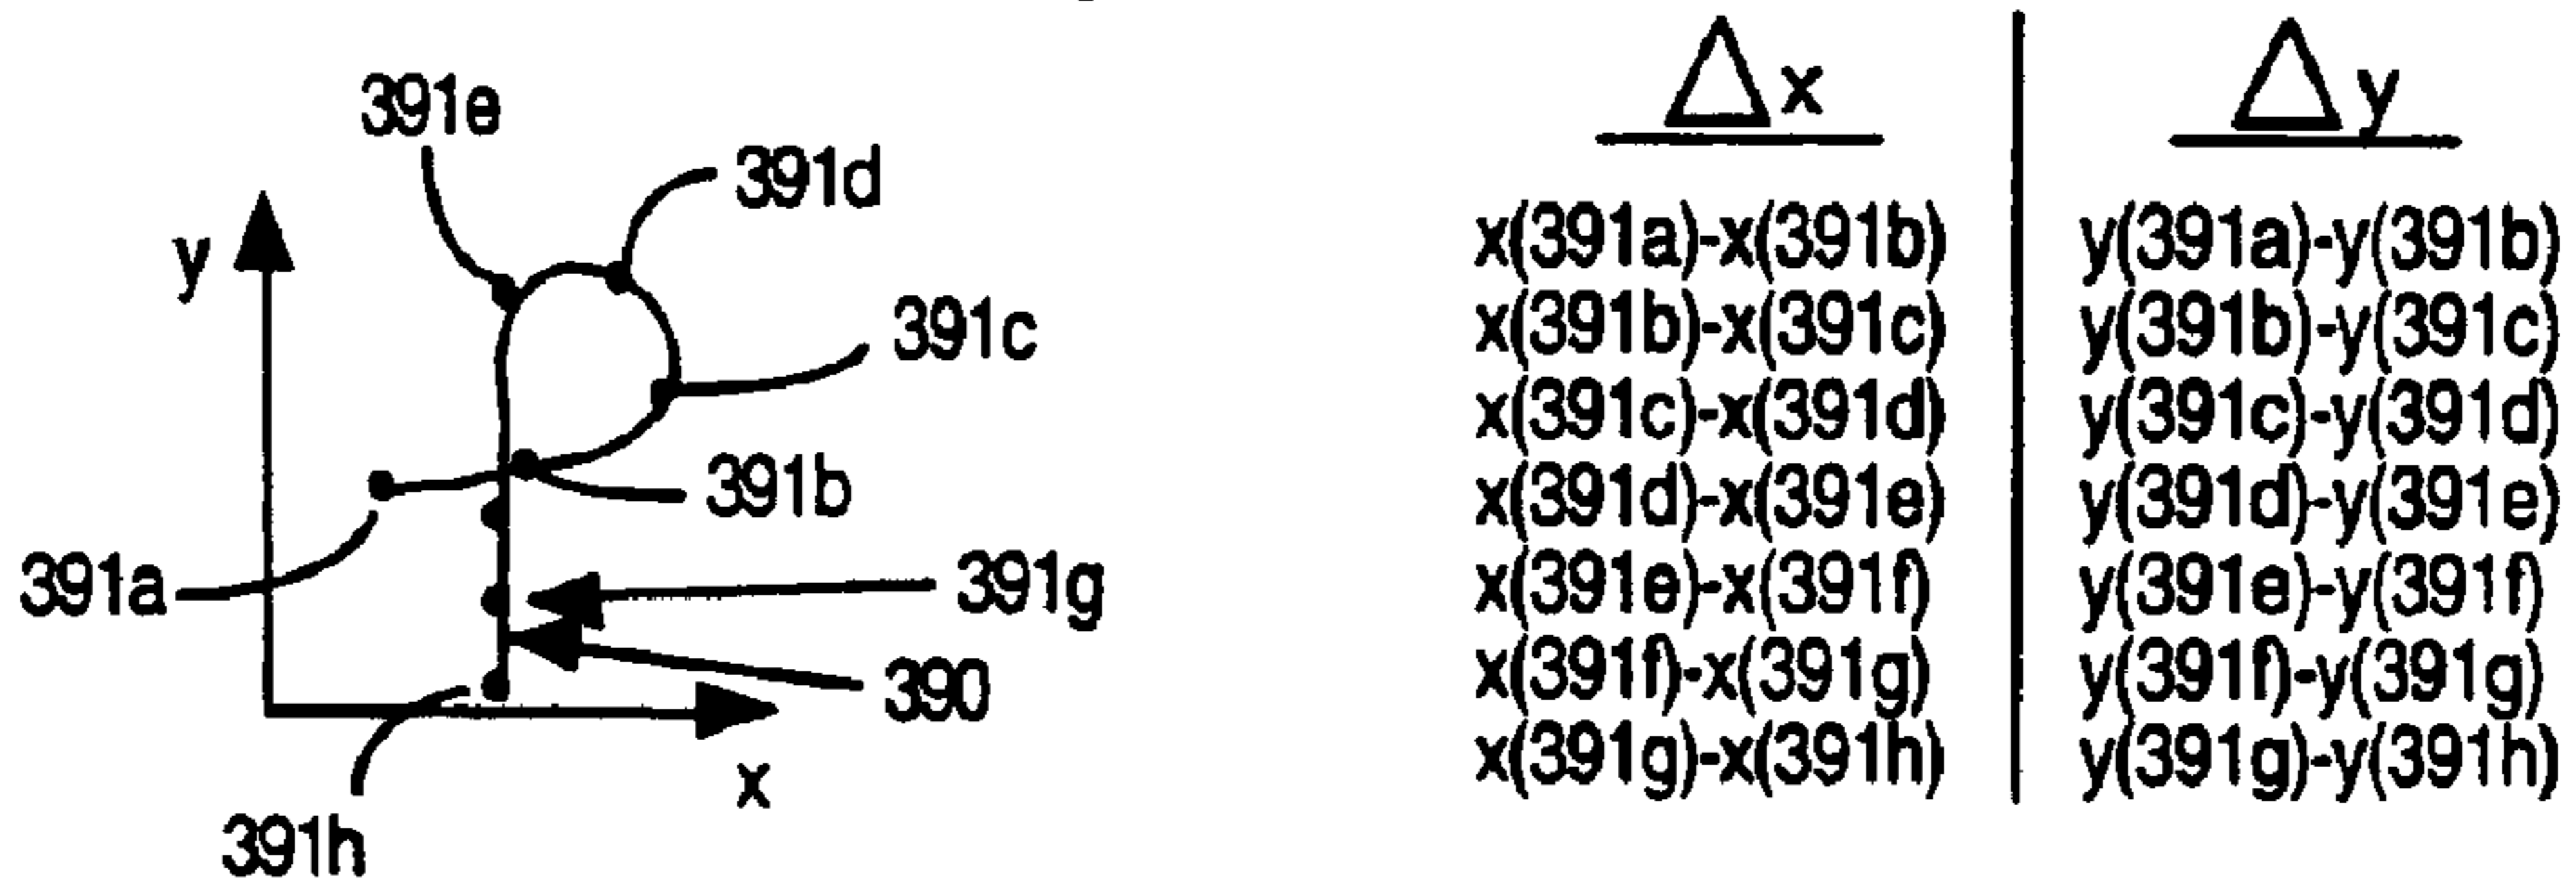 391e
391d
y
391c
391b
391a
391g
390
x
391h
Δx | Δy
x(391a)-x(391b) | y(391a)-y(391b)
x(391b)-x(391c) | y(391b)-y(391c)
x(391c)-x(391d) | y(391c)-y(391d)
x(391d)-x(391e) | y(391d)-y(391e)
x(391e)-x(391f) | y(391e)-y(391f)
x(391f)-x(391g) | y(391f)-y(391g)
x(391g)-x(391h) | y(391g)-y(391h)